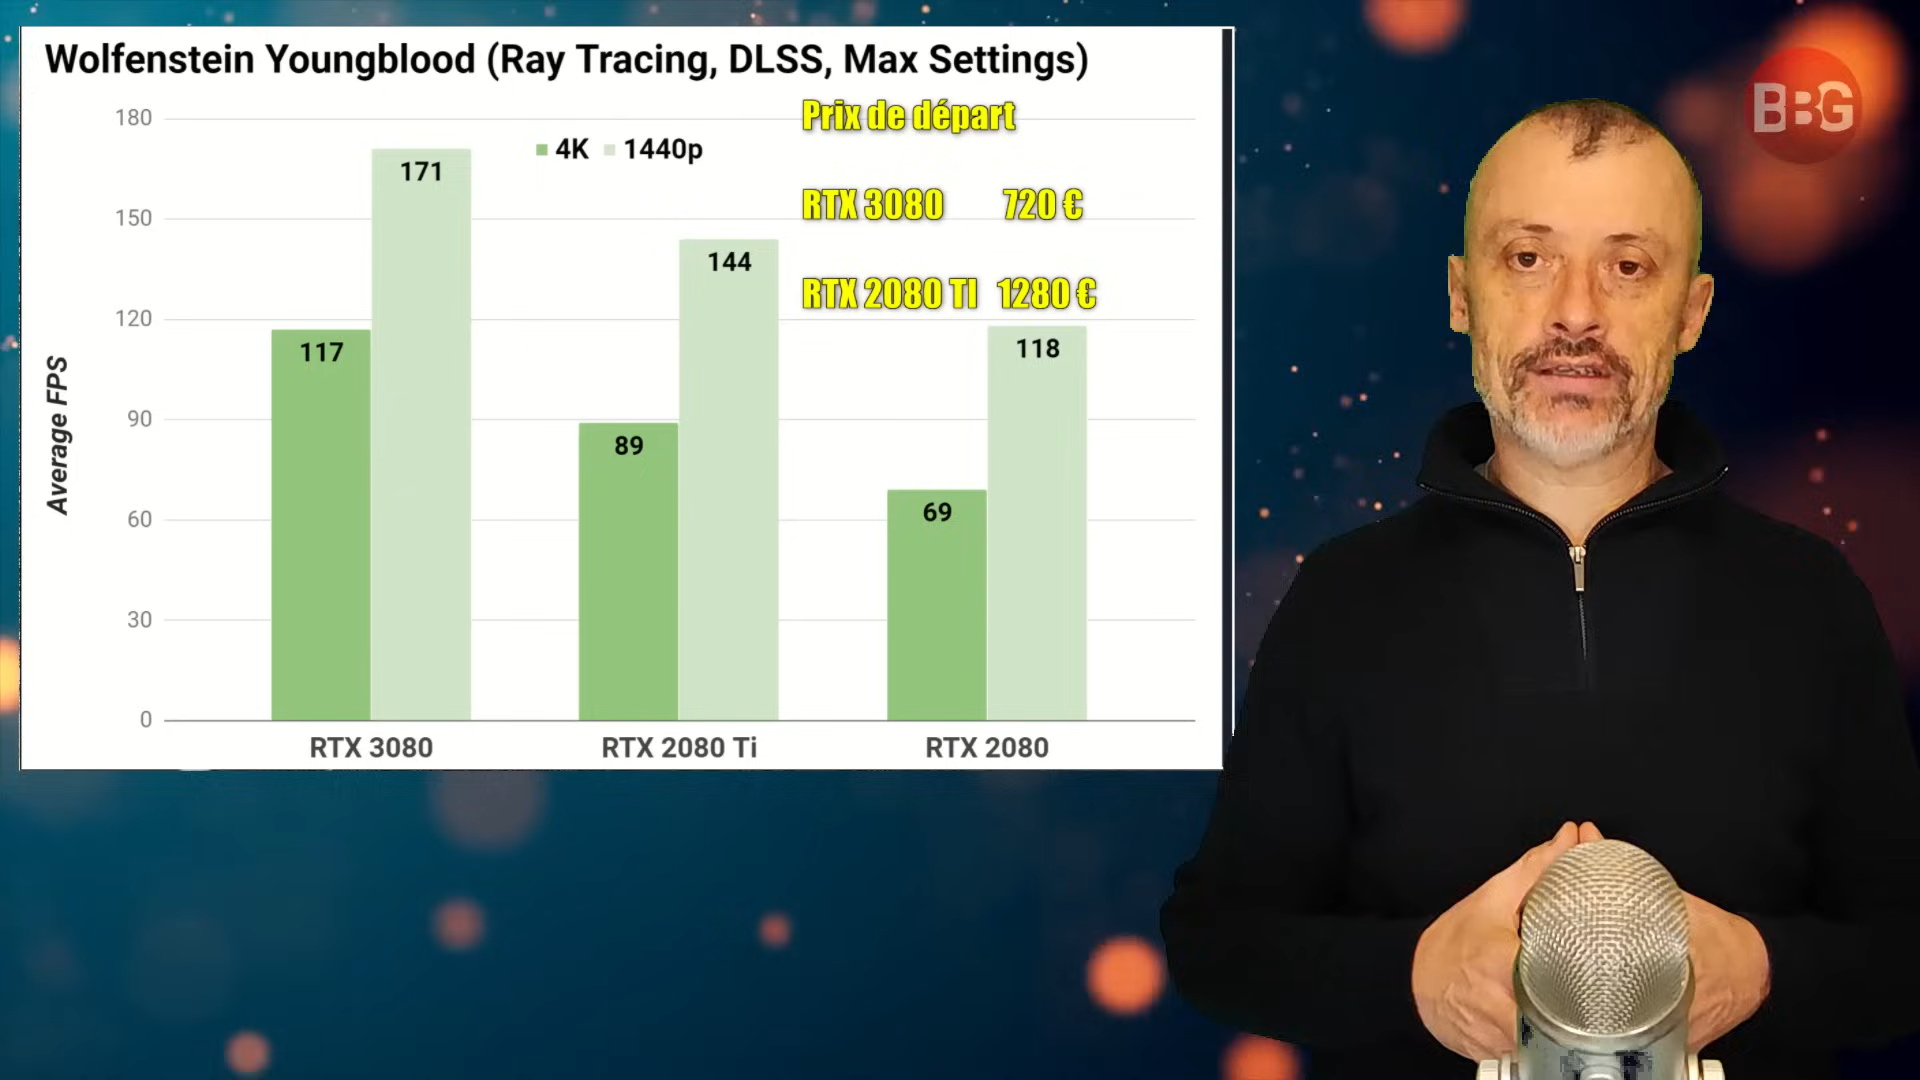 Wolfenstein Youngblood (Ray Tracing, DLSS, Max Settings)
Prix de départ
RTX 3080 720 €
RTX 2080 TI 1280 €
4K 1440p
Average FPS
180
150
120
90
60
30
0
117
171
89
144
69
118
RTX 3080
RTX 2080 Ti
RTX 2080
BBG